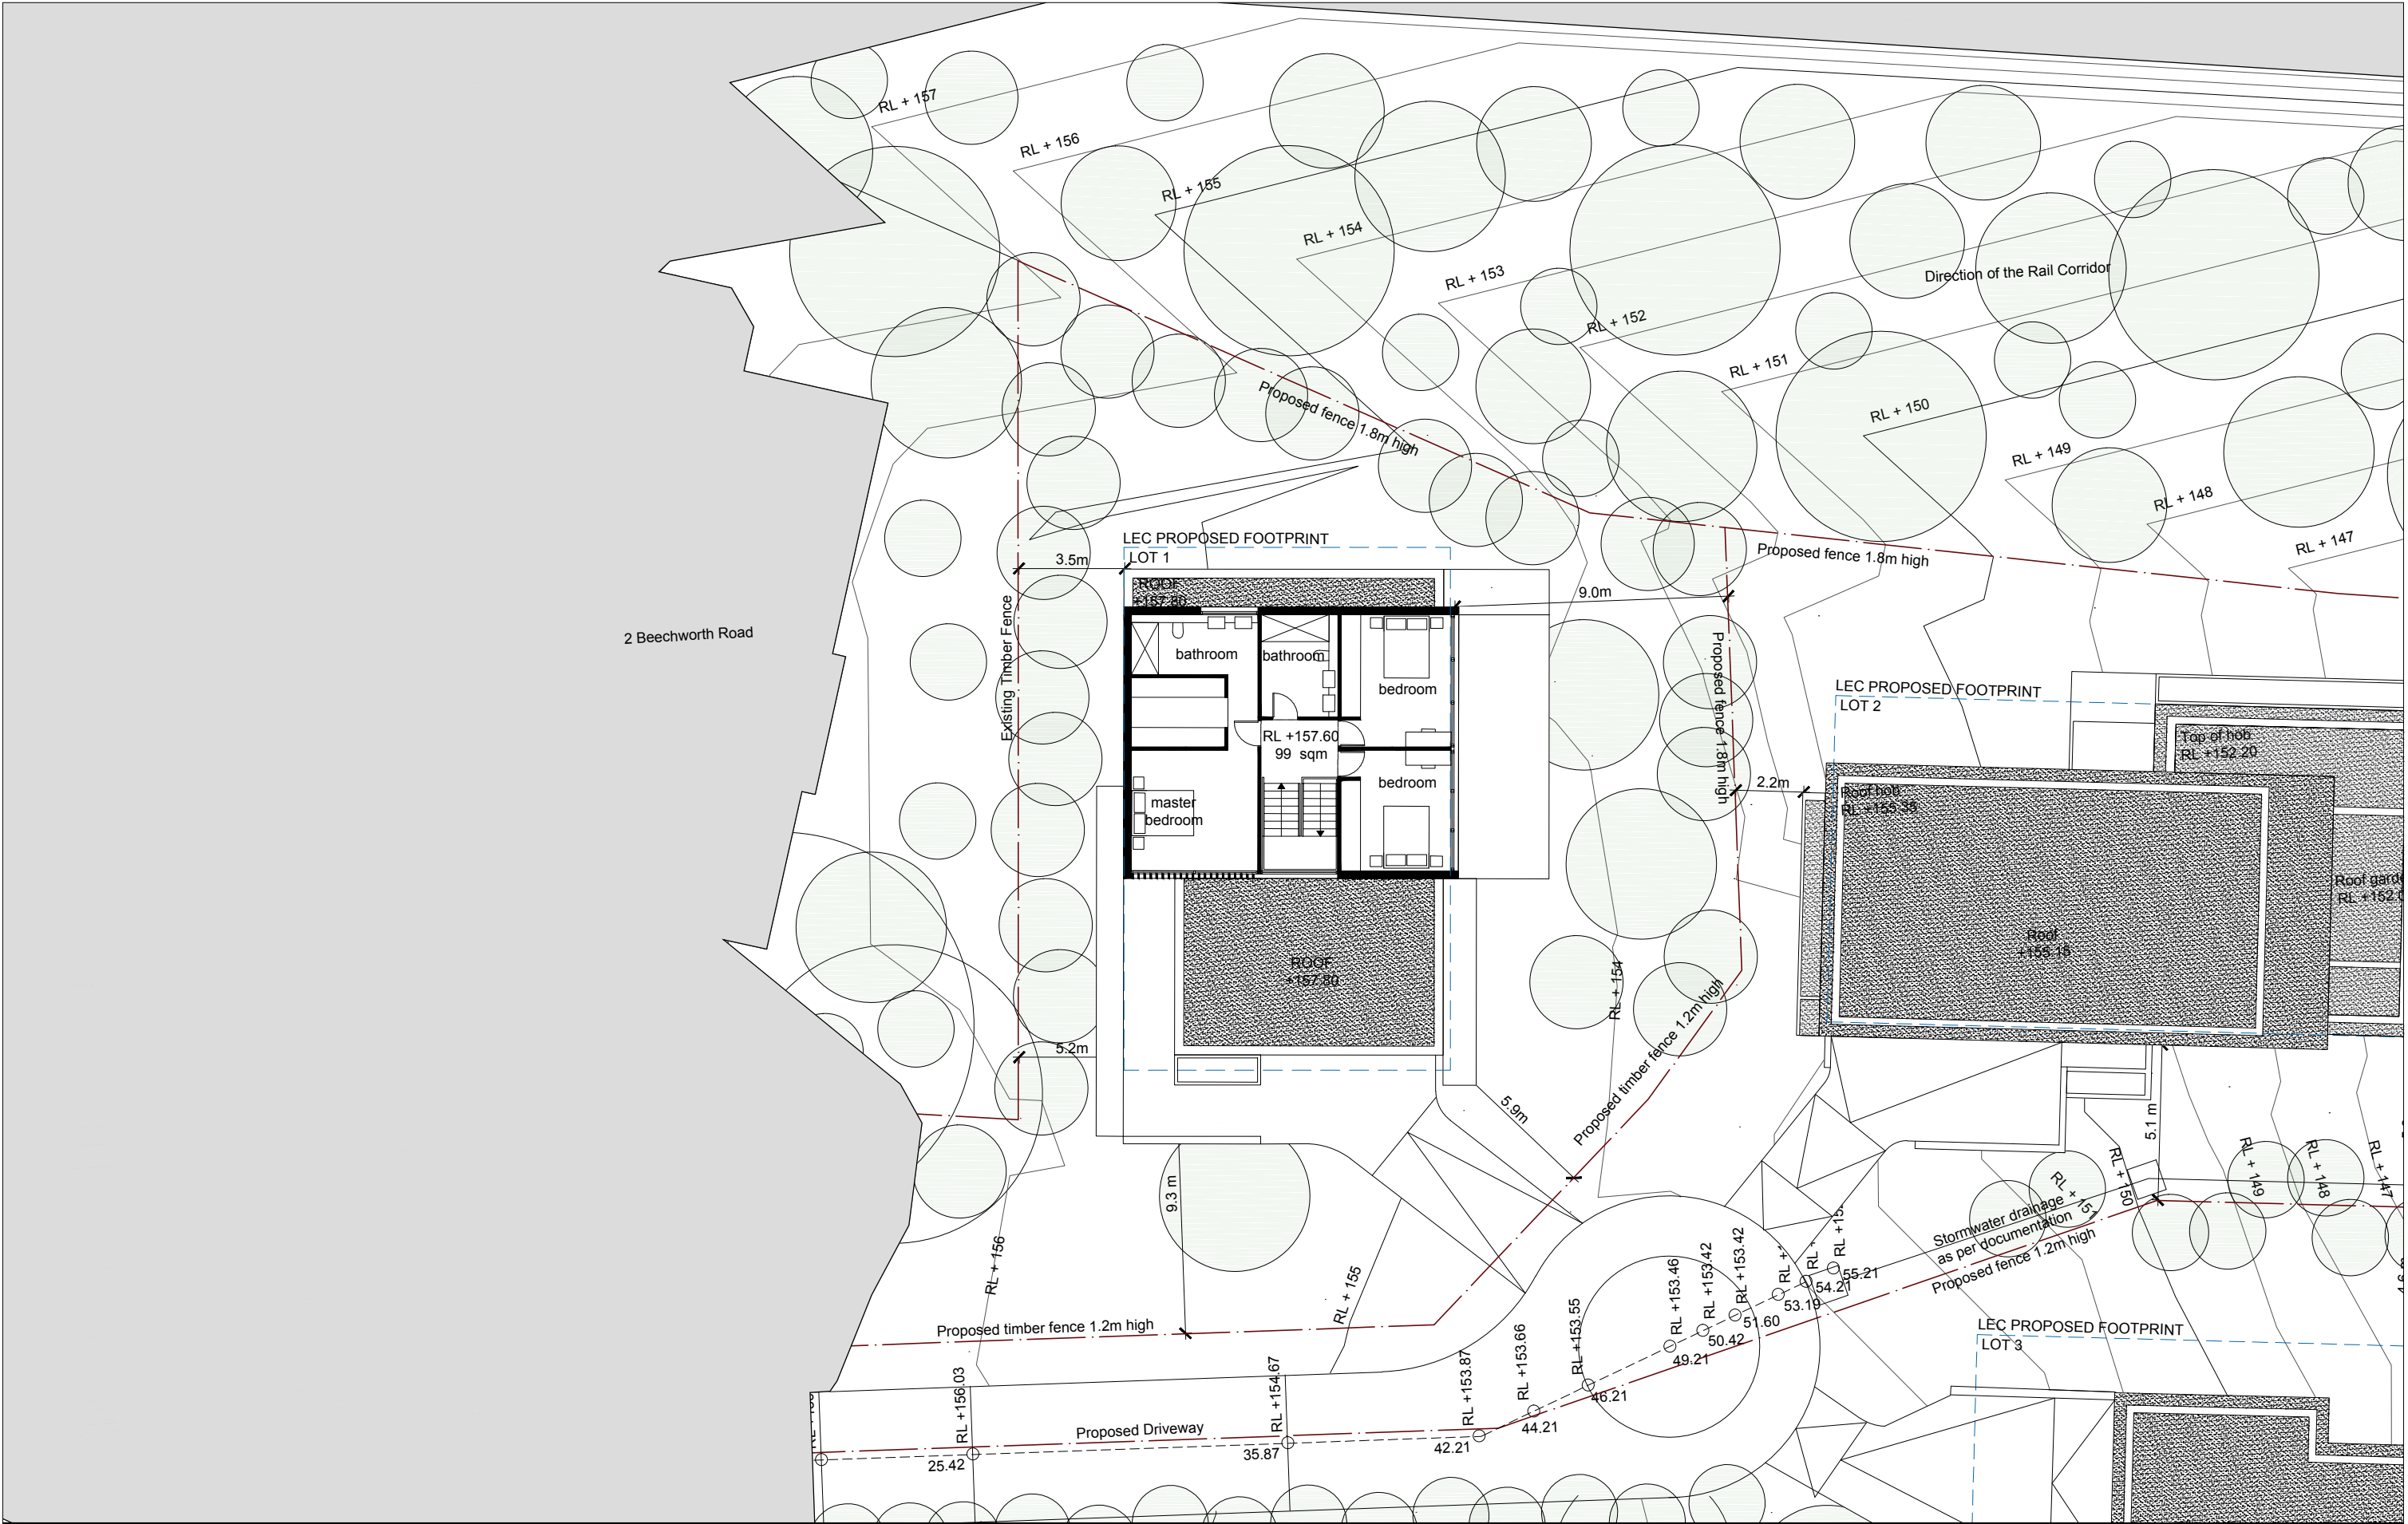 RL + 157
RL + 156
RL + 155
RL + 154
RL + 153
RL + 152
RL + 151
RL + 150
RL + 149
RL + 148
RL + 147
Direction of the Rail Corridor
Proposed fence 1.8m high
Proposed fence 1.8m high
LEC PROPOSED FOOTPRINT
LOT 1
3.5m
ROOF
+157.80
9.0m
2 Beechworth Road
Existing Timber Fence
bathroom
bathroom
bedroom
Proposed fence 1.8m high
RL +157.60
99 sqm
master
bedroom
bedroom
LEC PROPOSED FOOTPRINT
LOT 2
Top of hob
RL +152.20
2.2m
Roof hob
RL +155.35
Roof
+155.15
ROOF
+157.80
RL + 154
Proposed timber fence 1.2m high
5.2m
5.9m
9.3 m
5.1 m
RL + 156
RL + 155
RL + 151
RL + 150
RL + 149
RL + 148
RL + 147
Stormwater drainage
as per documentation
Proposed fence 1.2m high
Proposed timber fence 1.2m high
LEC PROPOSED FOOTPRINT
LOT 3
Proposed Driveway
RL +156.03
RL +154.67
RL +153.87
RL +153.66
RL +153.55
RL +153.46
RL +153.42
RL +153.42
25.42
35.87
42.21
44.21
46.21
49.21
50.42
51.60
53.19
54.21
55.21